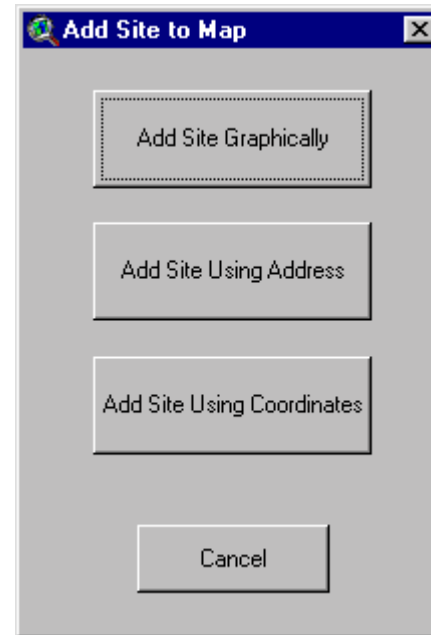 Add Site to Map
Add Site Graphically
Add Site Using Address
Add Site Using Coordinates
Cancel